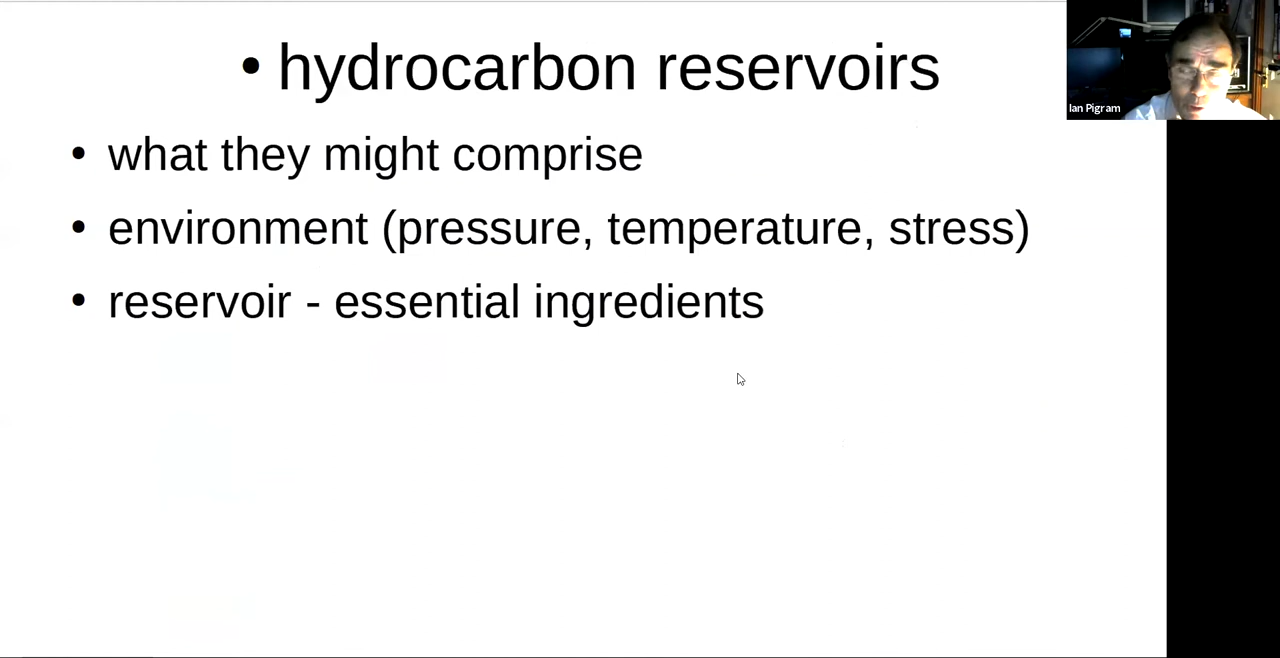 • hydrocarbon reservoirs
Ian Pigram
• what they might comprise
• environment (pressure, temperature, stress)
• reservoir - essential ingredients